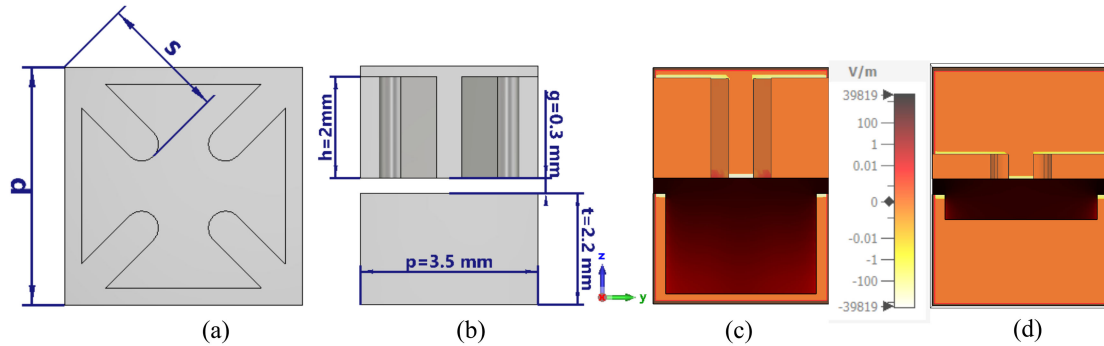 s
p
(a)
h=2mm
g=0.3 mm
t=2.2 mm
p=3.5 mm
z
y
(b)
(c)
V/m
39819
100
1
0.01
0
-0.01
-1
-100
-39819
(d)